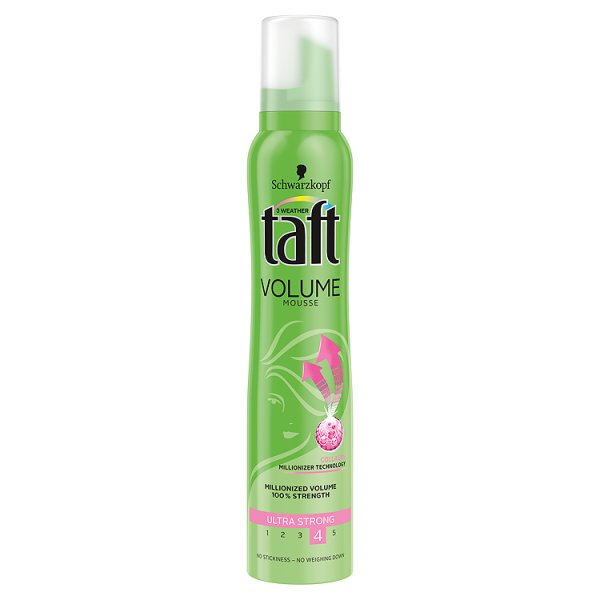 Schwarzkopf
3 WEATHER
taft
VOLUME
MOUSSE
COLLAGEN
MILLIONIZER TECHNOLOGY
MILLIONIZED VOLUME
100% STRENGTH
ULTRA STRONG
1 2 3 4 5
NO STICKINESS – NO WEIGHING DOWN